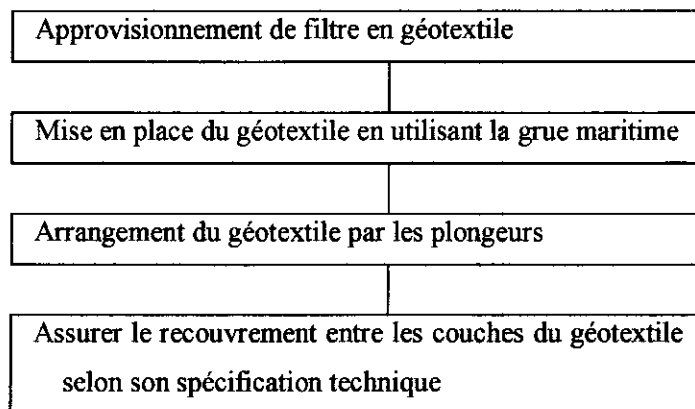 Approvisionnement de filtre en géotextile
Mise en place du géotextile en utilisant la grue maritime
Arrangement du géotextile par les plongeurs
Assurer le recouvrement entre les couches du géotextile
selon son spécification technique